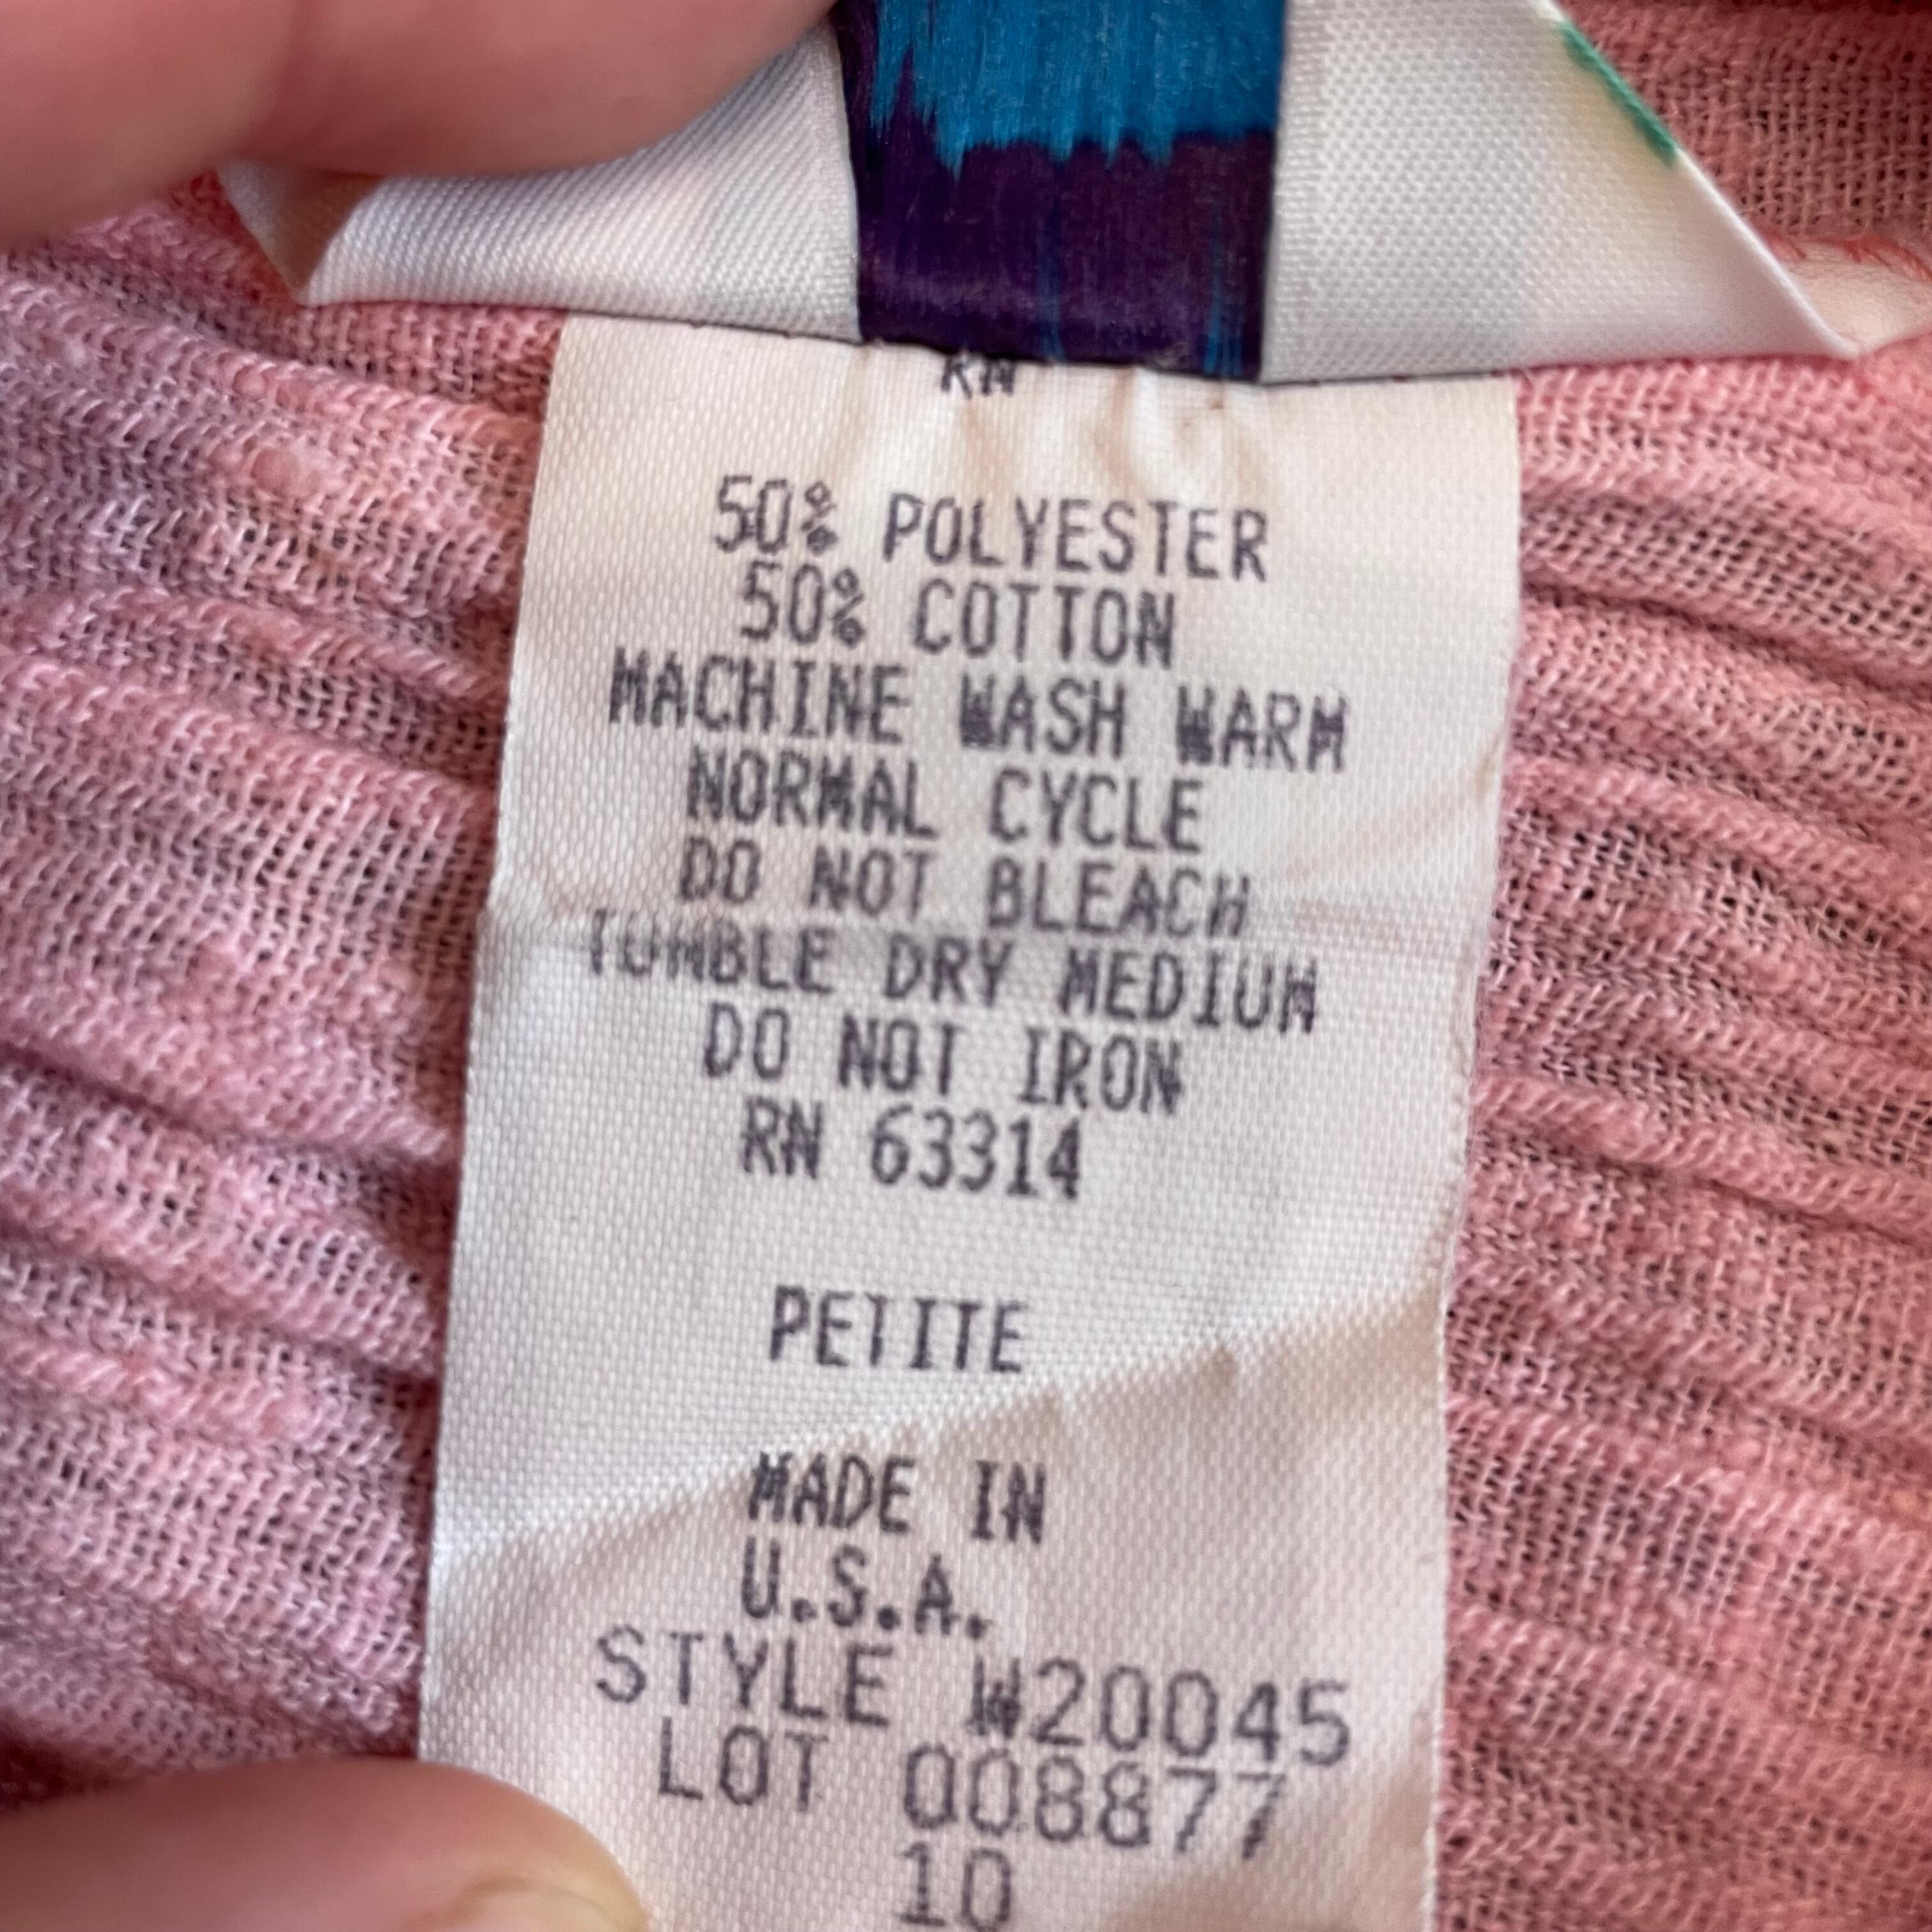 RN
50% POLYESTER
50% COTTON
MACHINE WASH WARM
NORMAL CYCLE
DO NOT BLEACH
TUMBLE DRY MEDIUM
DO NOT IRON
RN 63314
PETITE
MADE IN
U.S.A.
STYLE W20045
LOT 008877
10